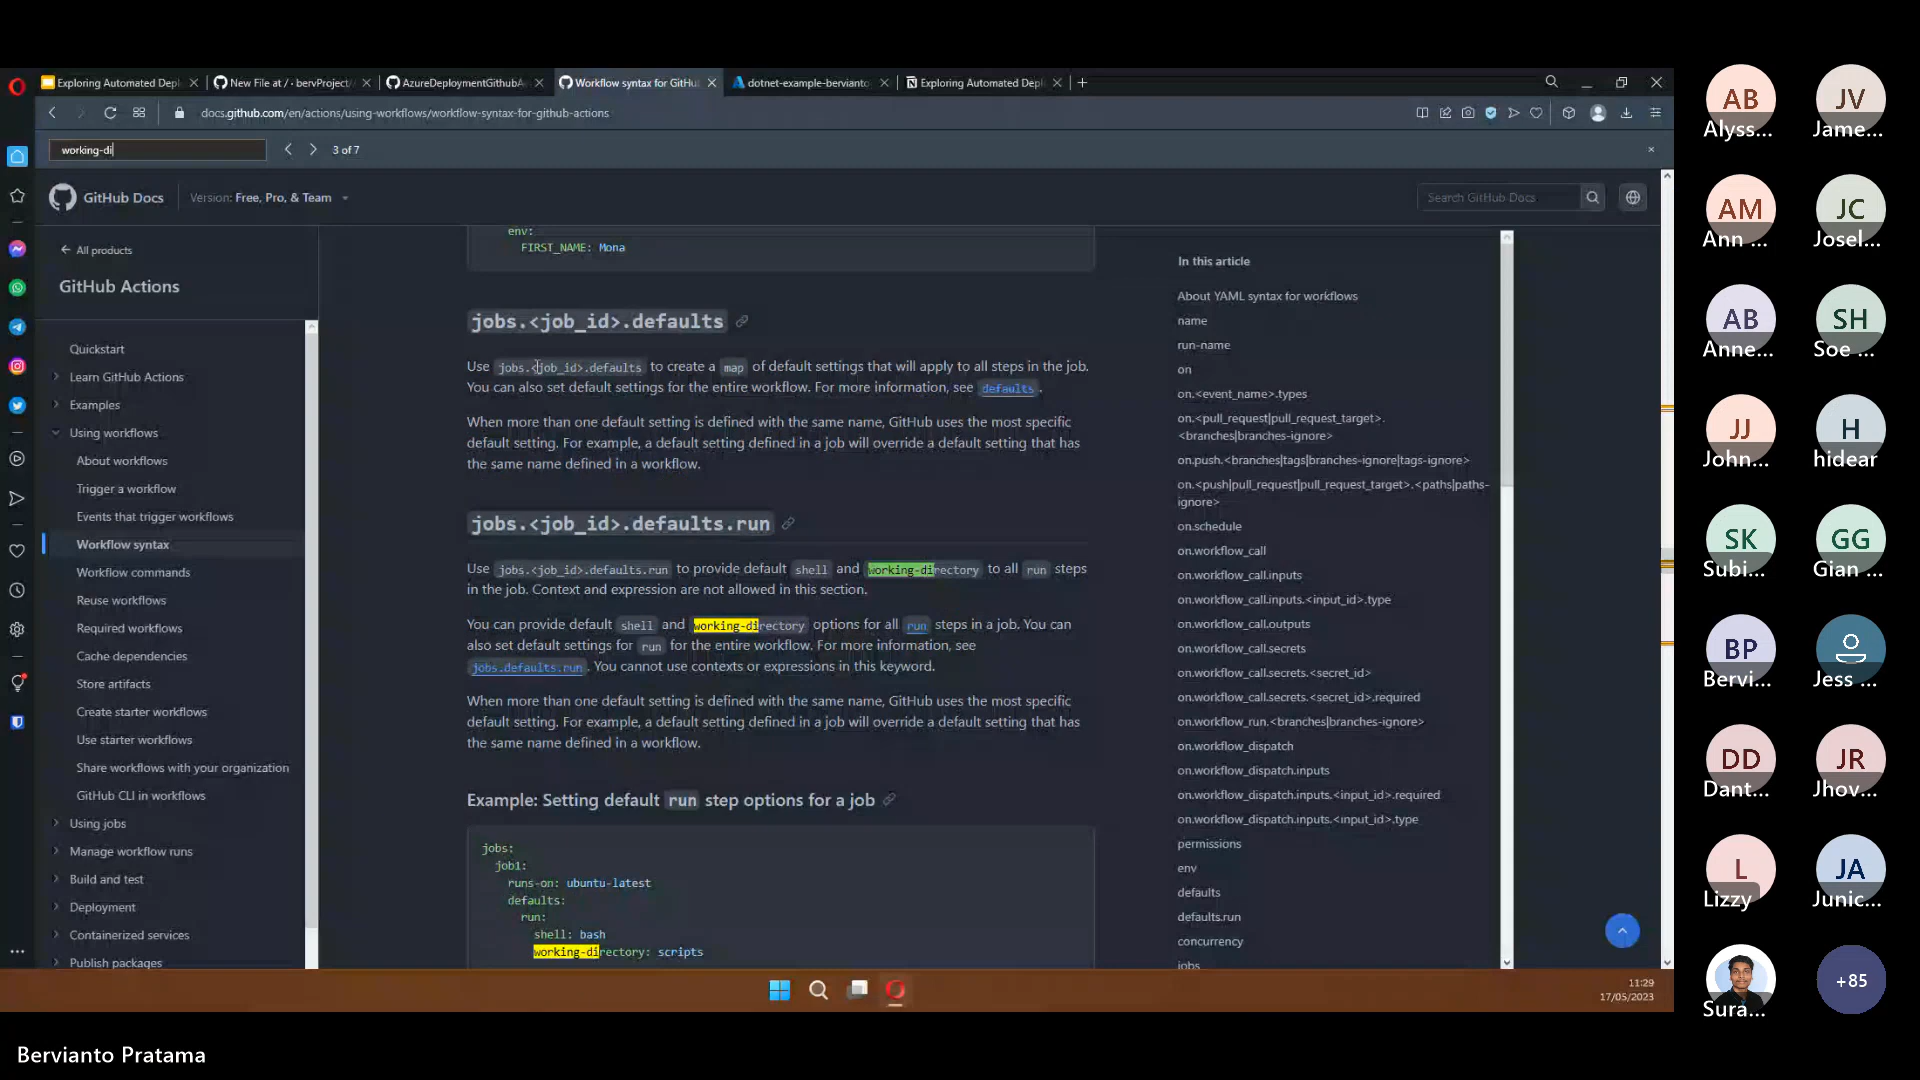 Exploring Automated Depl
New File at / · bervProject/
AzureDeploymentGithubA
Workflow syntax for GitHu
dotnet-example-bervianto
Exploring Automated Depl
docs.github.com/en/actions/using-workflows/workflow-syntax-for-github-actions
working-di
3 of 7
GitHub Docs
Version: Free, Pro, & Team
Search GitHub Docs
All products
GitHub Actions
Quickstart
Learn GitHub Actions
Examples
Using workflows
About workflows
Trigger a workflow
Events that trigger workflows
Workflow syntax
Workflow commands
Reuse workflows
Required workflows
Cache dependencies
Store artifacts
Create starter workflows
Use starter workflows
Share workflows with your organization
GitHub CLI in workflows
Using jobs
Manage workflow runs
Build and test
Deployment
Containerized services
Publish packages
env:
FIRST_NAME: Mona
jobs.<job_id>.defaults
Use jobs.<job_id>.defaults to create a map of default settings that will apply to all steps in the job.
You can also set default settings for the entire workflow. For more information, see defaults.
When more than one default setting is defined with the same name, GitHub uses the most specific
default setting. For example, a default setting defined in a job will override a default setting that has
the same name defined in a workflow.
jobs.<job_id>.defaults.run
Use jobs.<job_id>.defaults.run to provide default shell and working-directory to all run steps
in the job. Context and expression are not allowed in this section.
You can provide default shell and working-directory options for all run steps in a job. You can
also set default settings for run for the entire workflow. For more information, see
jobs.defaults.run. You cannot use contexts or expressions in this keyword.
When more than one default setting is defined with the same name, GitHub uses the most specific
default setting. For example, a default setting defined in a job will override a default setting that has
the same name defined in a workflow.
Example: Setting default run step options for a job
jobs:
job1:
runs-on: ubuntu-latest
defaults:
run:
shell: bash
working-directory: scripts
In this article
About YAML syntax for workflows
name
run-name
on
on.<event_name>.types
on.<pull_request|pull_request_target>.
<branches|branches-ignore>
on.push.<branches|tags|branches-ignore|tags-ignore>
on.<push|pull_request|pull_request_target>.<paths|paths-
ignore>
on.schedule
on.workflow_call
on.workflow_call.inputs
on.workflow_call.inputs.<input_id>.type
on.workflow_call.outputs
on.workflow_call.secrets
on.workflow_call.secrets.<secret_id>
on.workflow_call.secrets.<secret_id>.required
on.workflow_run.<branches|branches-ignore>
on.workflow_dispatch
on.workflow_dispatch.inputs
on.workflow_dispatch.inputs.<input_id>.required
on.workflow_dispatch.inputs.<input_id>.type
permissions
env
defaults
defaults.run
concurrency
jobs
11:29
17/05/2023
AB
Alyss...
JV
Jame...
AM
Ann ...
JC
Josel...
AB
Anne...
SH
Soe ...
JJ
John...
H
hidear
SK
Subi...
GG
Gian ...
BP
Bervi...
Jess ...
DD
Dant...
JR
Jhov...
L
Lizzy
JA
Junic...
Sura...
+85
Bervianto Pratama